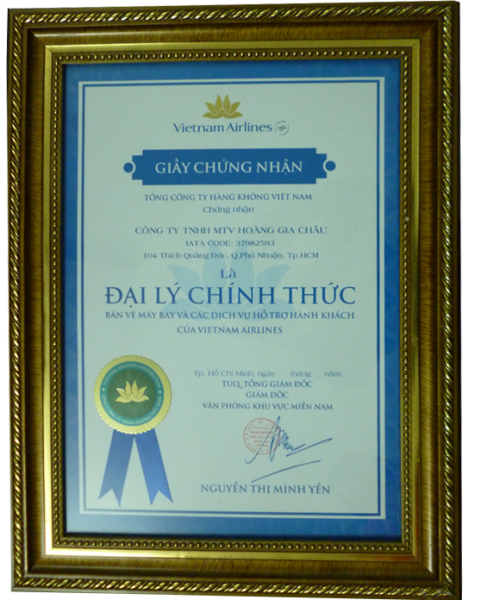 Vietnam Airlines
GIẤY CHỨNG NHẬN
TỔNG CÔNG TY HÀNG KHÔNG VIỆT NAM
Chứng nhận
CÔNG TY TNHH MTV HOÀNG GIA CHÂU
IATA CODE: 37982593
104 Thích Quảng Đức, Q.Phú Nhuận, Tp.HCM
Là
ĐẠI LÝ CHÍNH THỨC
BÁN VÉ MÁY BAY VÀ CÁC DỊCH VỤ HỖ TRỢ HÀNH KHÁCH
CỦA VIETNAM AIRLINES
Tp. Hồ Chí Minh, ngày tháng năm
TUQ. TỔNG GIÁM ĐỐC
GIÁM ĐỐC
VĂN PHÒNG KHU VỰC MIỀN NAM
NGUYỄN THỊ MINH YẾN